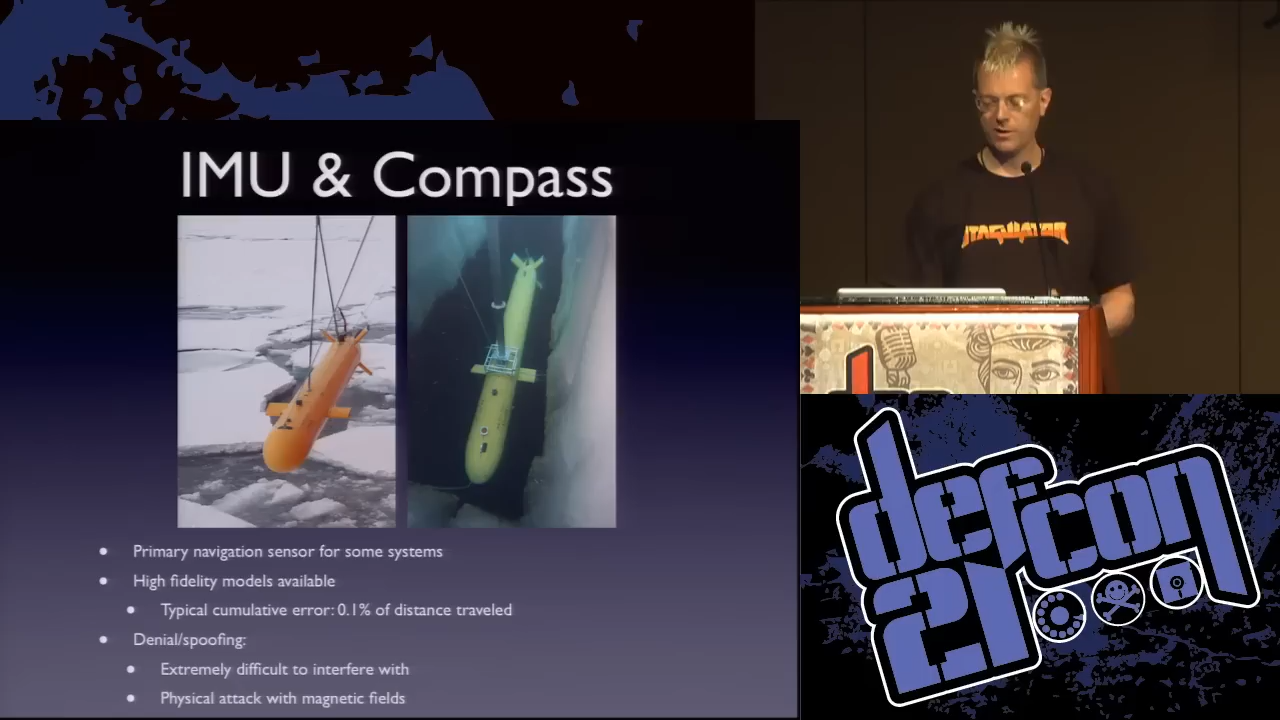 IMU & Compass
Primary navigation sensor for some systems
High fidelity models available
Typical cumulative error: 0.1% of distance traveled
Denial/spoofing:
Extremely difficult to interfere with
Physical attack with magnetic fields
defcon
21